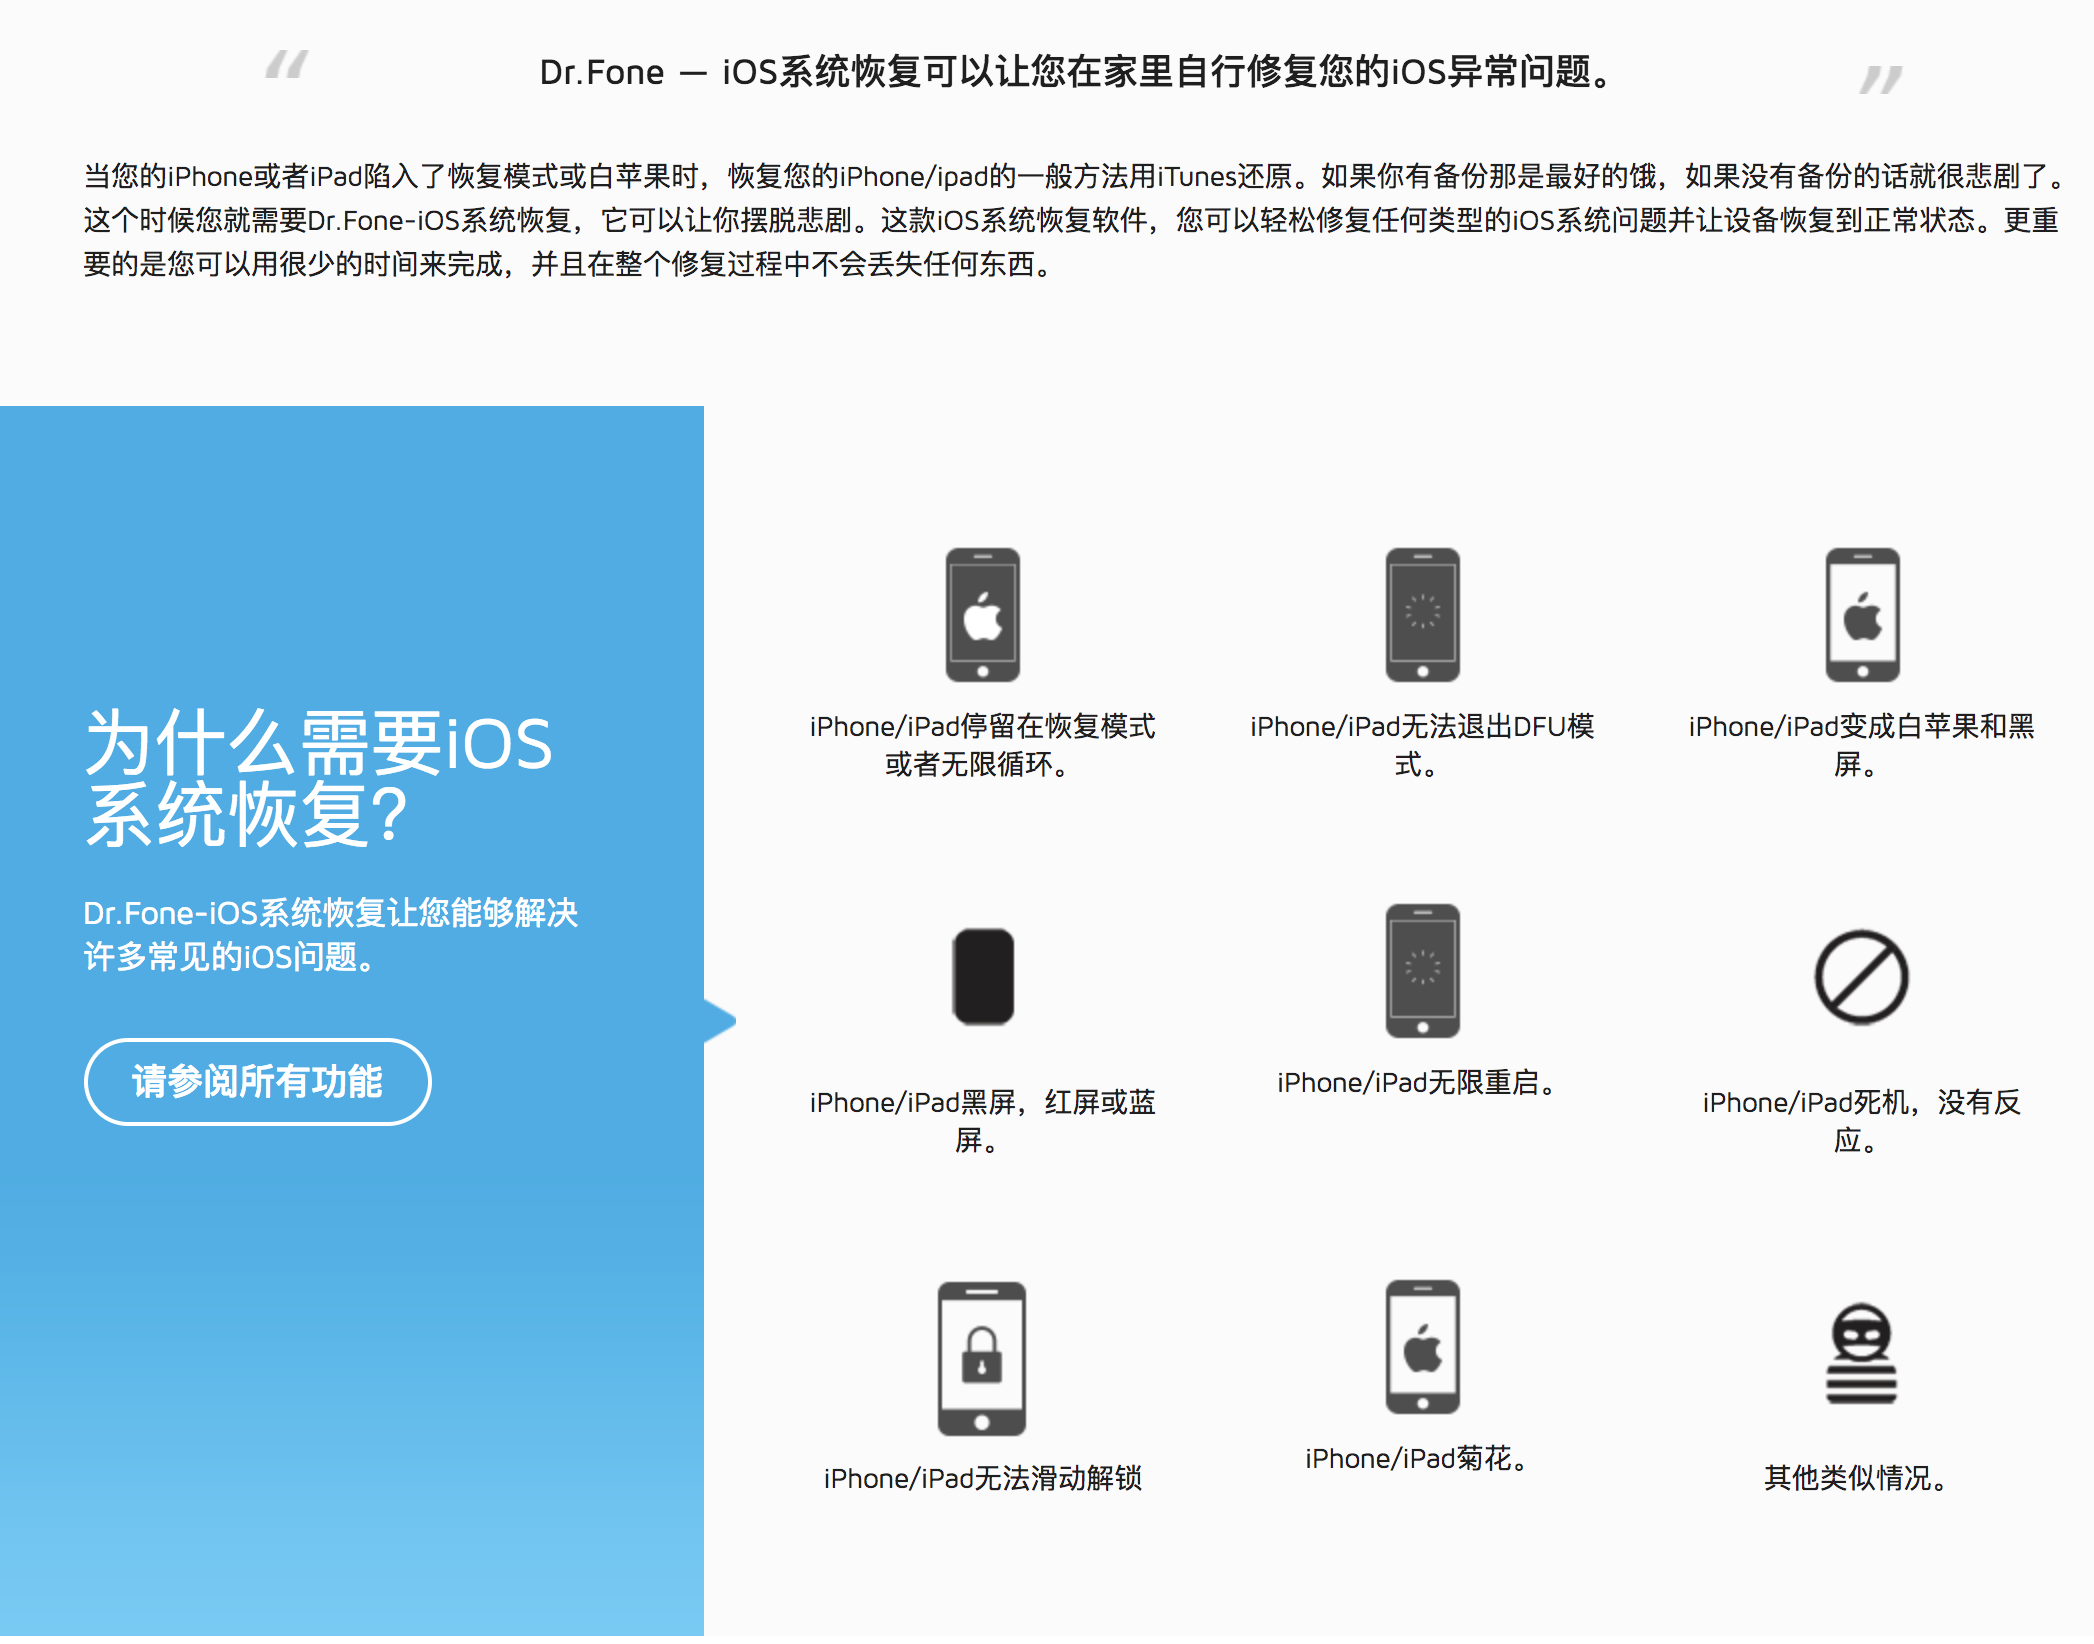 “ Dr.Fone — iOS系统恢复可以让您在家里自行修复您的iOS异常问题。 ”
当您的iPhone或者iPad陷入了恢复模式或白苹果时，恢复您的iPhone/ipad的一般方法用iTunes还原。如果你有备份那是最好的饿，如果没有备份的话就很悲剧了。
这个时候您就需要Dr.Fone-iOS系统恢复，它可以让你摆脱悲剧。这款iOS系统恢复软件，您可以轻松修复任何类型的iOS系统问题并让设备恢复到正常状态。更重
要的是您可以用很少的时间来完成，并且在整个修复过程中不会丢失任何东西。
为什么需要iOS
系统恢复?
Dr.Fone-iOS系统恢复让您能够解决
许多常见的iOS问题。
请参阅所有功能
iPhone/iPad停留在恢复模式
或者无限循环。
iPhone/iPad无法退出DFU模
式。
iPhone/iPad变成白苹果和黑
屏。
iPhone/iPad黑屏，红屏或蓝
屏。
iPhone/iPad无限重启。
iPhone/iPad死机，没有反
应。
iPhone/iPad无法滑动解锁
iPhone/iPad菊花。
其他类似情况。